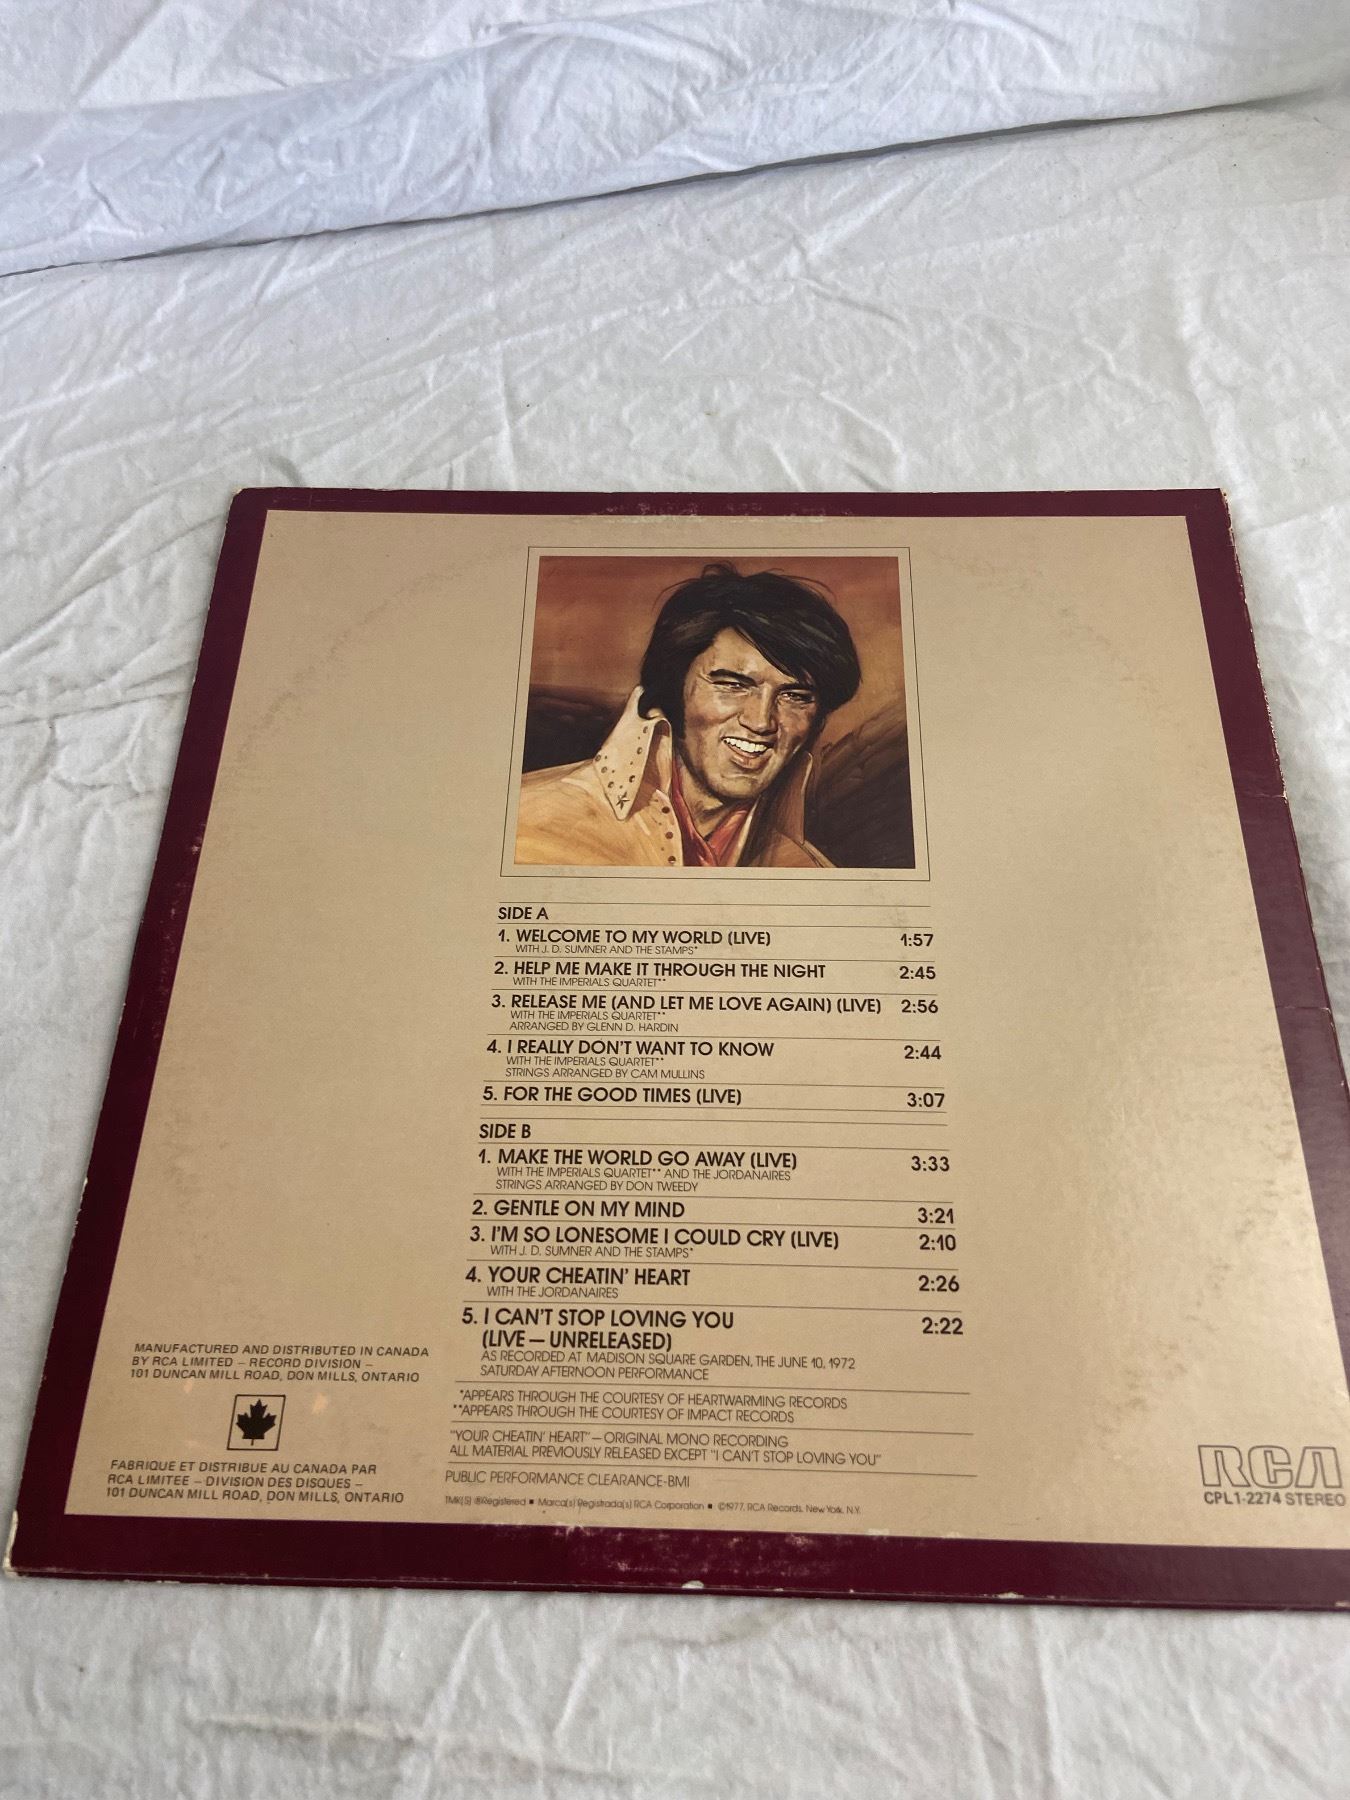 SIDE A
1. WELCOME TO MY WORLD (LIVE) 1:57
WITH J. D. SUMNER AND THE STAMPS*
2. HELP ME MAKE IT THROUGH THE NIGHT 2:45
WITH THE IMPERIALS QUARTET**
3. RELEASE ME (AND LET ME LOVE AGAIN) (LIVE) 2:56
WITH THE IMPERIALS QUARTET**
ARRANGED BY GLENN D. HARDIN
4. I REALLY DON'T WANT TO KNOW 2:44
WITH THE IMPERIALS QUARTET**
STRINGS ARRANGED BY CAM MULLINS
5. FOR THE GOOD TIMES (LIVE) 3:07
SIDE B
1. MAKE THE WORLD GO AWAY (LIVE) 3:33
WITH THE IMPERIALS QUARTET** AND THE JORDANAIRES
STRINGS ARRANGED BY DON TWEEDY
2. GENTLE ON MY MIND 3:21
3. I'M SO LONESOME I COULD CRY (LIVE) 2:10
WITH J. D. SUMNER AND THE STAMPS*
4. YOUR CHEATIN' HEART 2:26
WITH THE JORDANAIRES
5. I CAN'T STOP LOVING YOU 2:22
(LIVE — UNRELEASED)
AS RECORDED AT MADISON SQUARE GARDEN, THE JUNE 10, 1972
SATURDAY AFTERNOON PERFORMANCE
*APPEARS THROUGH THE COURTESY OF HEARTWARMING RECORDS
**APPEARS THROUGH THE COURTESY OF IMPACT RECORDS
"YOUR CHEATIN' HEART" — ORIGINAL MONO RECORDING
ALL MATERIAL PREVIOUSLY RELEASED EXCEPT "I CAN'T STOP LOVING YOU"
PUBLIC PERFORMANCE CLEARANCE-BMI
TMK(S) ®Registered ■ Marca(s) Registrada(s) RCA Corporation ■ ©1977, RCA Records, New York, N.Y.
MANUFACTURED AND DISTRIBUTED IN CANADA
BY RCA LIMITED — RECORD DIVISION —
101 DUNCAN MILL ROAD, DON MILLS, ONTARIO
FABRIQUE ET DISTRIBUE AU CANADA PAR
RCA LIMITEE — DIVISION DES DISQUES —
101 DUNCAN MILL ROAD, DON MILLS, ONTARIO
RCA
CPL1-2274 STEREO